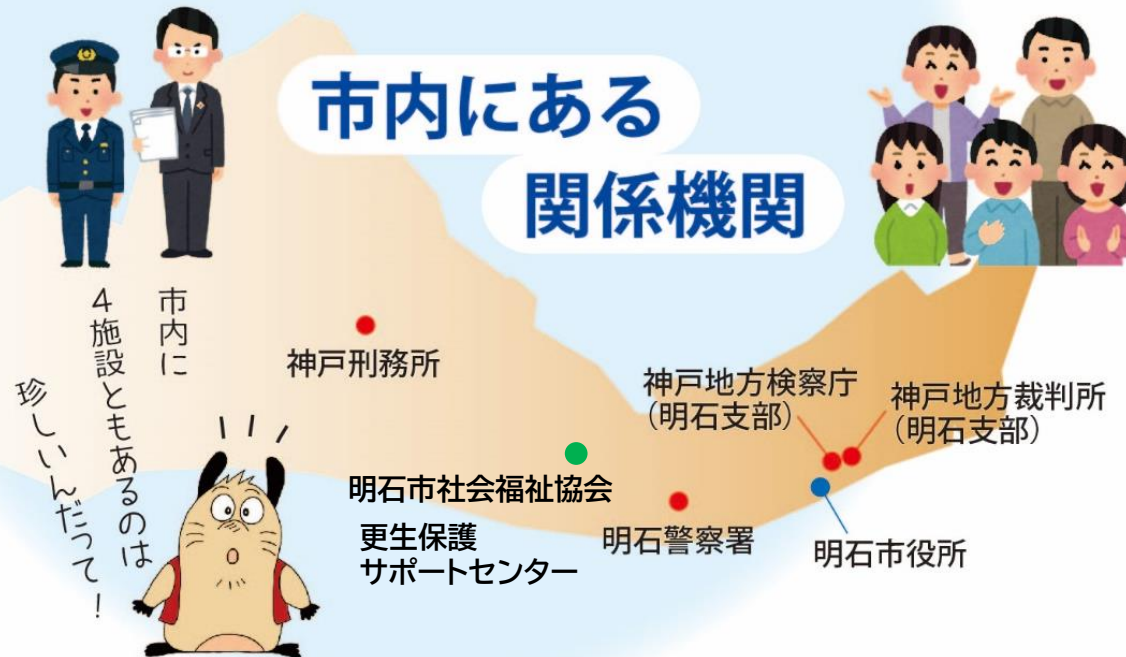 市内にある
関係機関
市内に
4施設ともあるのは
珍しいんだって！
神戸刑務所
神戸地方検察庁
（明石支部）
神戸地方裁判所
（明石支部）
明石市社会福祉協会
更生保護
サポートセンター
明石警察署
明石市役所